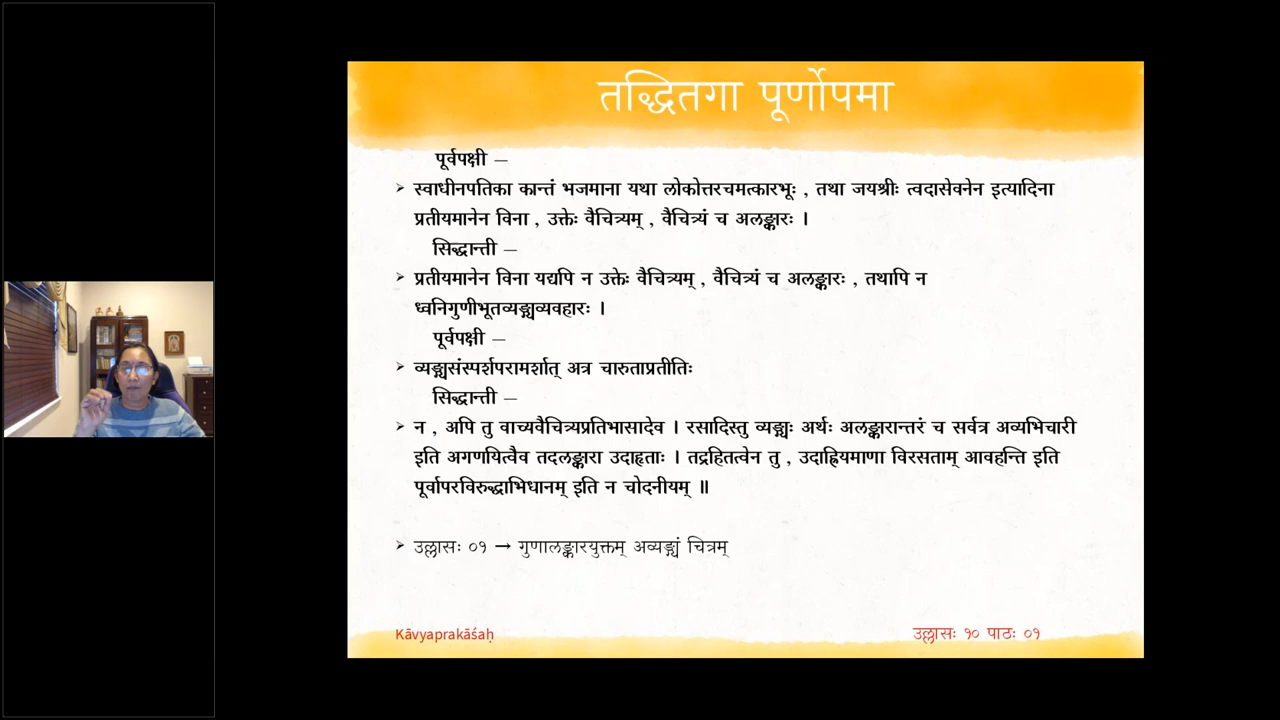 तद्धितगा पूर्णोपमा
पूर्वपक्षी –
➢ स्वाधीनपतिका कान्तं भजमाना यथा लोकोत्तरचमत्कारभूः , तथा जयश्रीः त्वदासेवनेन इत्यादिना
प्रतीयमानेन विना , उक्तेः वैचित्र्यम् , वैचित्र्यं च अलङ्कारः ।
सिद्धान्ती –
➢ प्रतीयमानेन विना यद्यपि न उक्तेः वैचित्र्यम् , वैचित्र्यं च अलङ्कारः , तथापि न
ध्वनिगुणीभूतव्यङ्ग्यव्यवहारः ।
पूर्वपक्षी –
➢ व्यङ्ग्यसंस्पर्शपरामर्शात् अत्र चारुताप्रतीतिः
सिद्धान्ती –
➢ न , अपि तु वाच्यवैचित्र्यप्रतिभासादेव । रसादिस्तु व्यङ्ग्यः अर्थः अलङ्कारान्तरं च सर्वत्र अव्यभिचारी
इति अगणयित्वैव तदलङ्कारा उदाहृताः । तद्रहितत्वेन तु , उदाह्रियमाणा विरसताम् आवहन्ति इति
पूर्वापरविरुद्धाभिधानम् इति न चोदनीयम् ॥
➢ उल्लासः ०१ → गुणालङ्कारयुक्तम् अव्यङ्ग्यं चित्रम्
Kāvyaprakāśaḥ
उल्लासः १० पाठः ०१